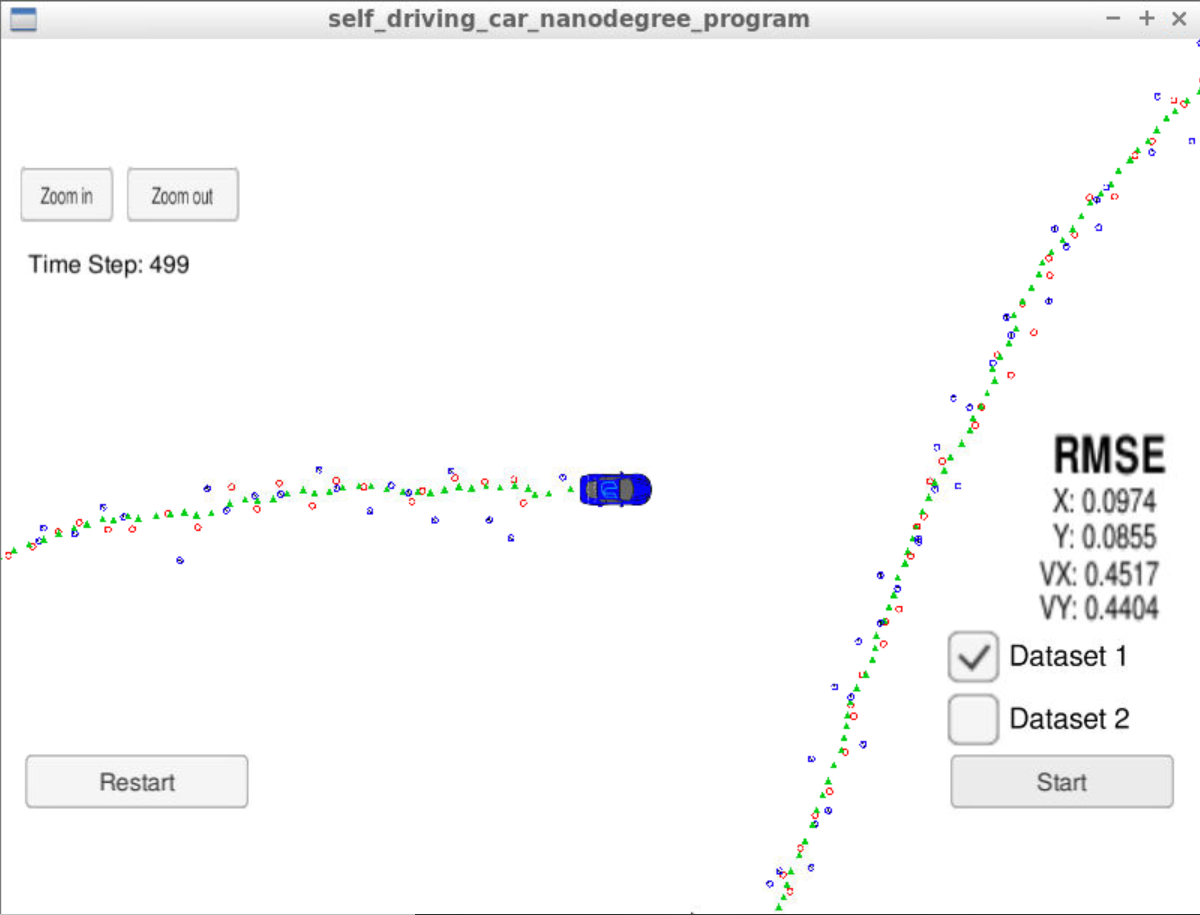 self_driving_car_nanodegree_program
Zoom in
Zoom out
Time Step: 499
RMSE
X: 0.0974
Y: 0.0855
VX: 0.4517
VY: 0.4404
Dataset 1
Dataset 2
Restart
Start